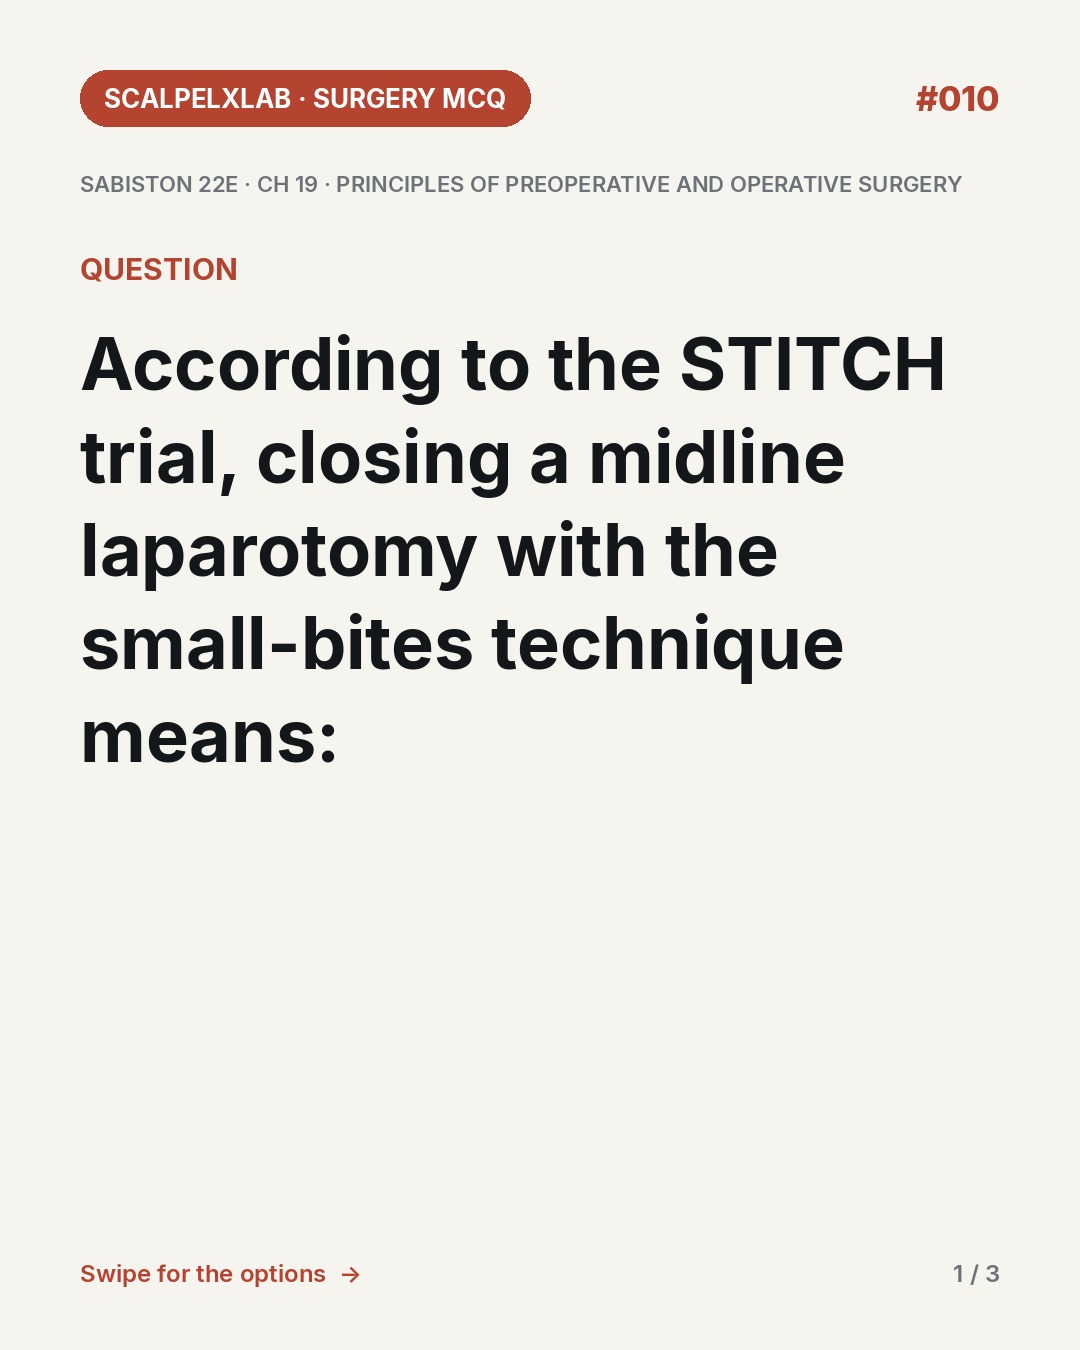 SCALPELXLAB · SURGERY MCQ
#010
SABISTON 22E · CH 19 · PRINCIPLES OF PREOPERATIVE AND OPERATIVE SURGERY
QUESTION
According to the STITCH
trial, closing a midline
laparotomy with the
small-bites technique
means:
Swipe for the options →
1 / 3